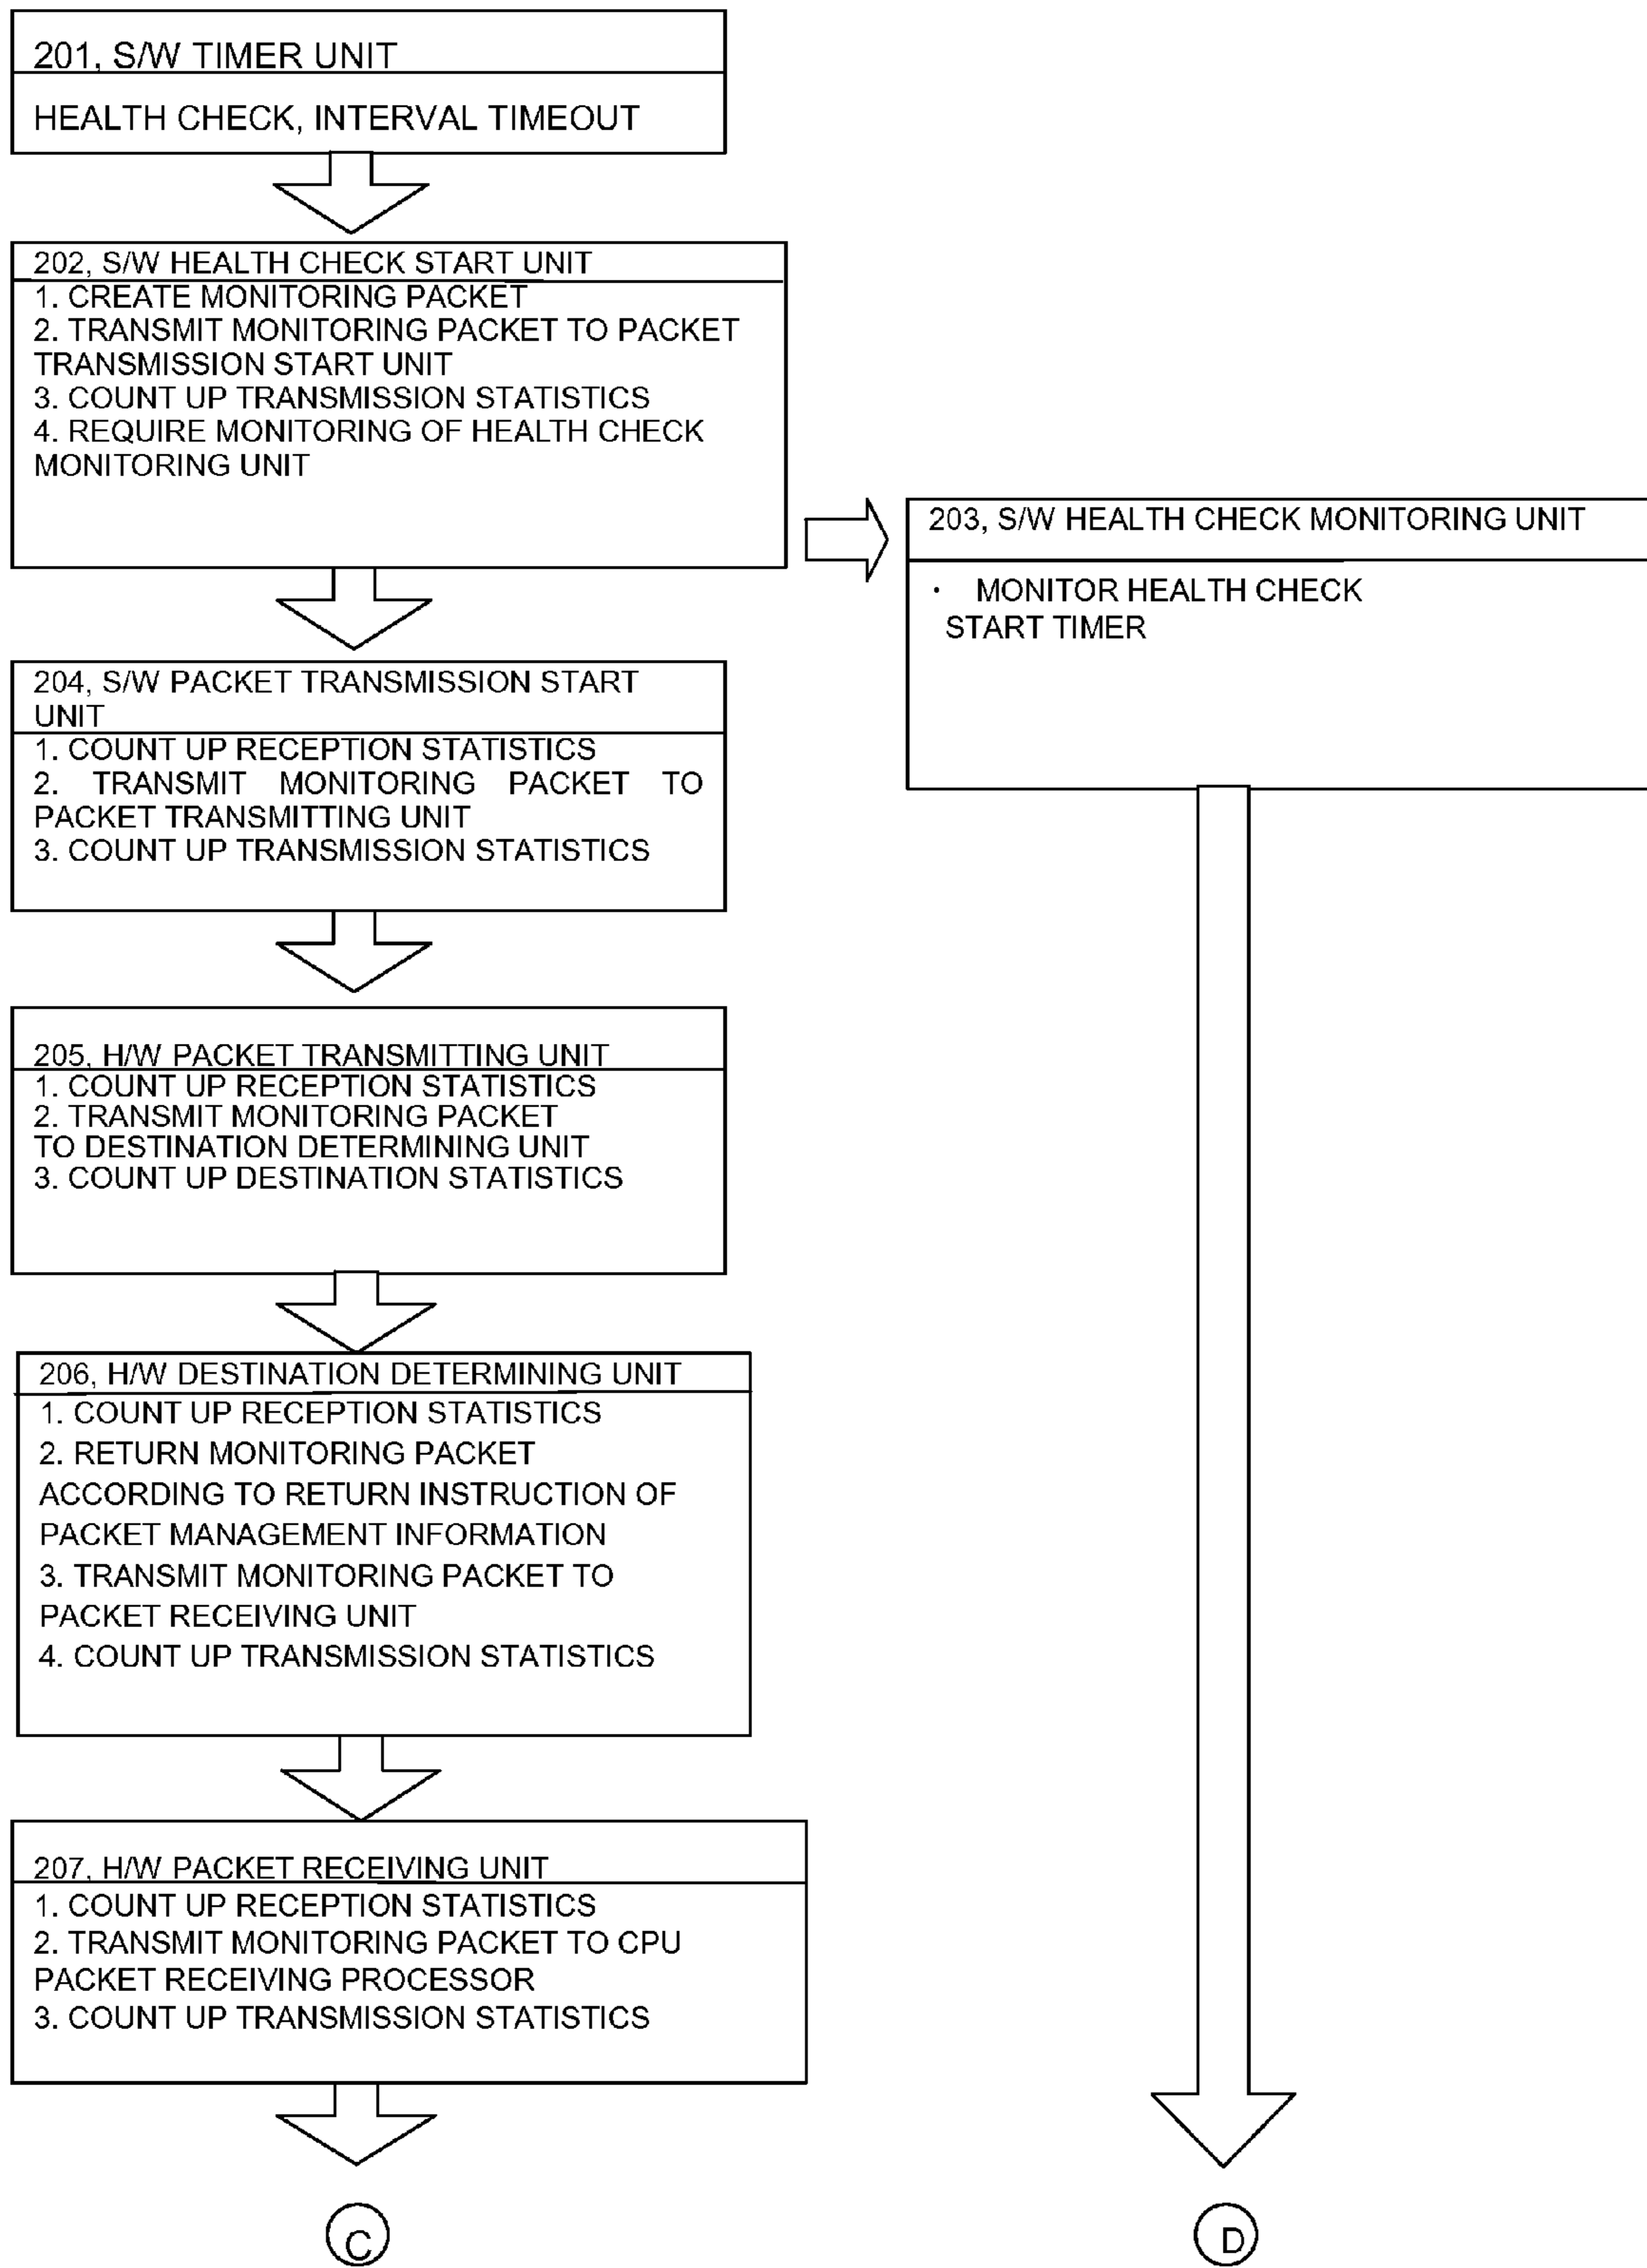 201, S/W TIMER UNIT
HEALTH CHECK, INTERVAL TIMEOUT
202, S/W HEALTH CHECK START UNIT
1. CREATE MONITORING PACKET
2. TRANSMIT MONITORING PACKET TO PACKET
TRANSMISSION START UNIT
3. COUNT UP TRANSMISSION STATISTICS
4. REQUIRE MONITORING OF HEALTH CHECK
MONITORING UNIT
203, S/W HEALTH CHECK MONITORING UNIT
· MONITOR HEALTH CHECK
START TIMER
204, S/W PACKET TRANSMISSION START
UNIT
1. COUNT UP RECEPTION STATISTICS
2. TRANSMIT MONITORING PACKET TO
PACKET TRANSMITTING UNIT
3. COUNT UP TRANSMISSION STATISTICS
205, H/W PACKET TRANSMITTING UNIT
1. COUNT UP RECEPTION STATISTICS
2. TRANSMIT MONITORING PACKET
TO DESTINATION DETERMINING UNIT
3. COUNT UP DESTINATION STATISTICS
206, H/W DESTINATION DETERMINING UNIT
1. COUNT UP RECEPTION STATISTICS
2. RETURN MONITORING PACKET
ACCORDING TO RETURN INSTRUCTION OF
PACKET MANAGEMENT INFORMATION
3. TRANSMIT MONITORING PACKET TO
PACKET RECEIVING UNIT
4. COUNT UP TRANSMISSION STATISTICS
207, H/W PACKET RECEIVING UNIT
1. COUNT UP RECEPTION STATISTICS
2. TRANSMIT MONITORING PACKET TO CPU
PACKET RECEIVING PROCESSOR
3. COUNT UP TRANSMISSION STATISTICS
C
D